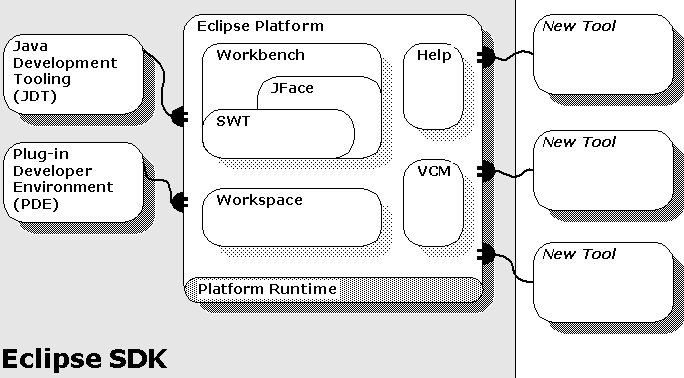 Java
Development
Tooling
(JDT)
Plug-in
Developer
Environment
(PDE)
Eclipse Platform
Workbench
JFace
SWT
Workspace
Help
VCM
Platform Runtime
New Tool
New Tool
New Tool
Eclipse SDK